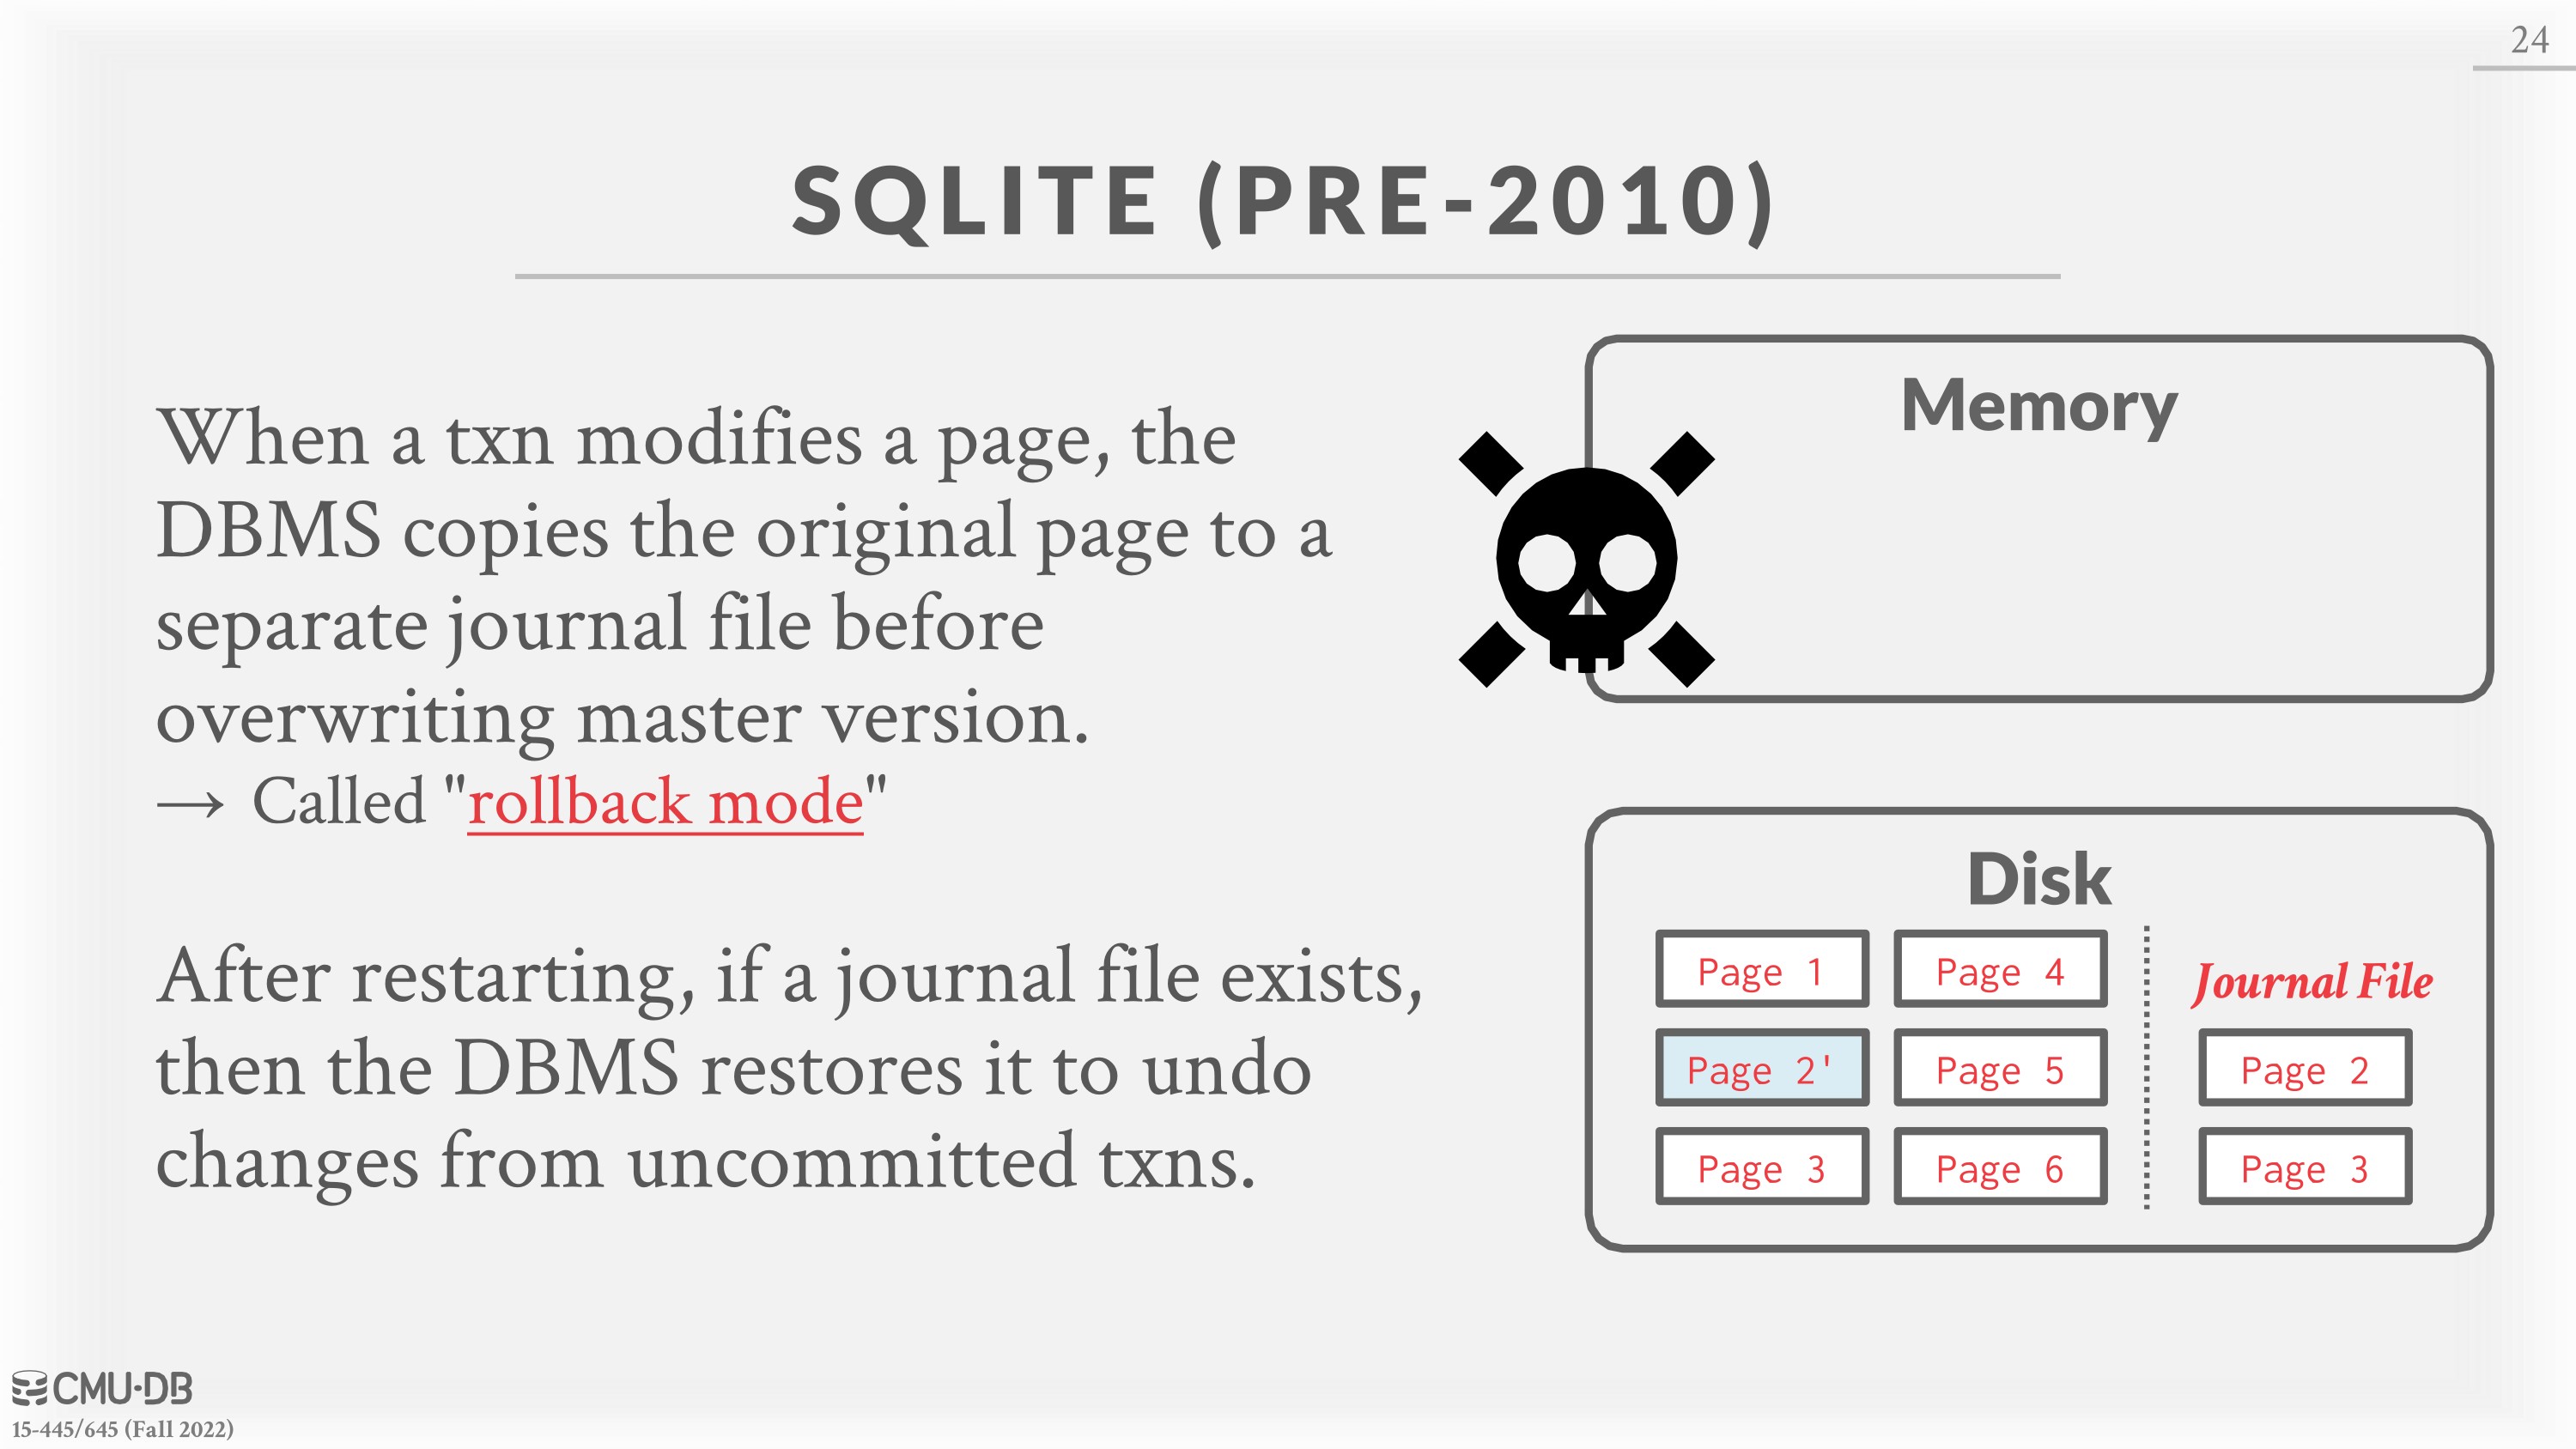 24
SQLITE (PRE-2010)
When a txn modifies a page, the
DBMS copies the original page to a
separate journal file before
overwriting master version.
→ Called "rollback mode"
After restarting, if a journal file exists,
then the DBMS restores it to undo
changes from uncommitted txns.
Memory
Disk
Page 1 Page 4 Journal File
Page 2' Page 5 Page 2
Page 3 Page 6 Page 3
CMU·DB
15-445/645 (Fall 2022)